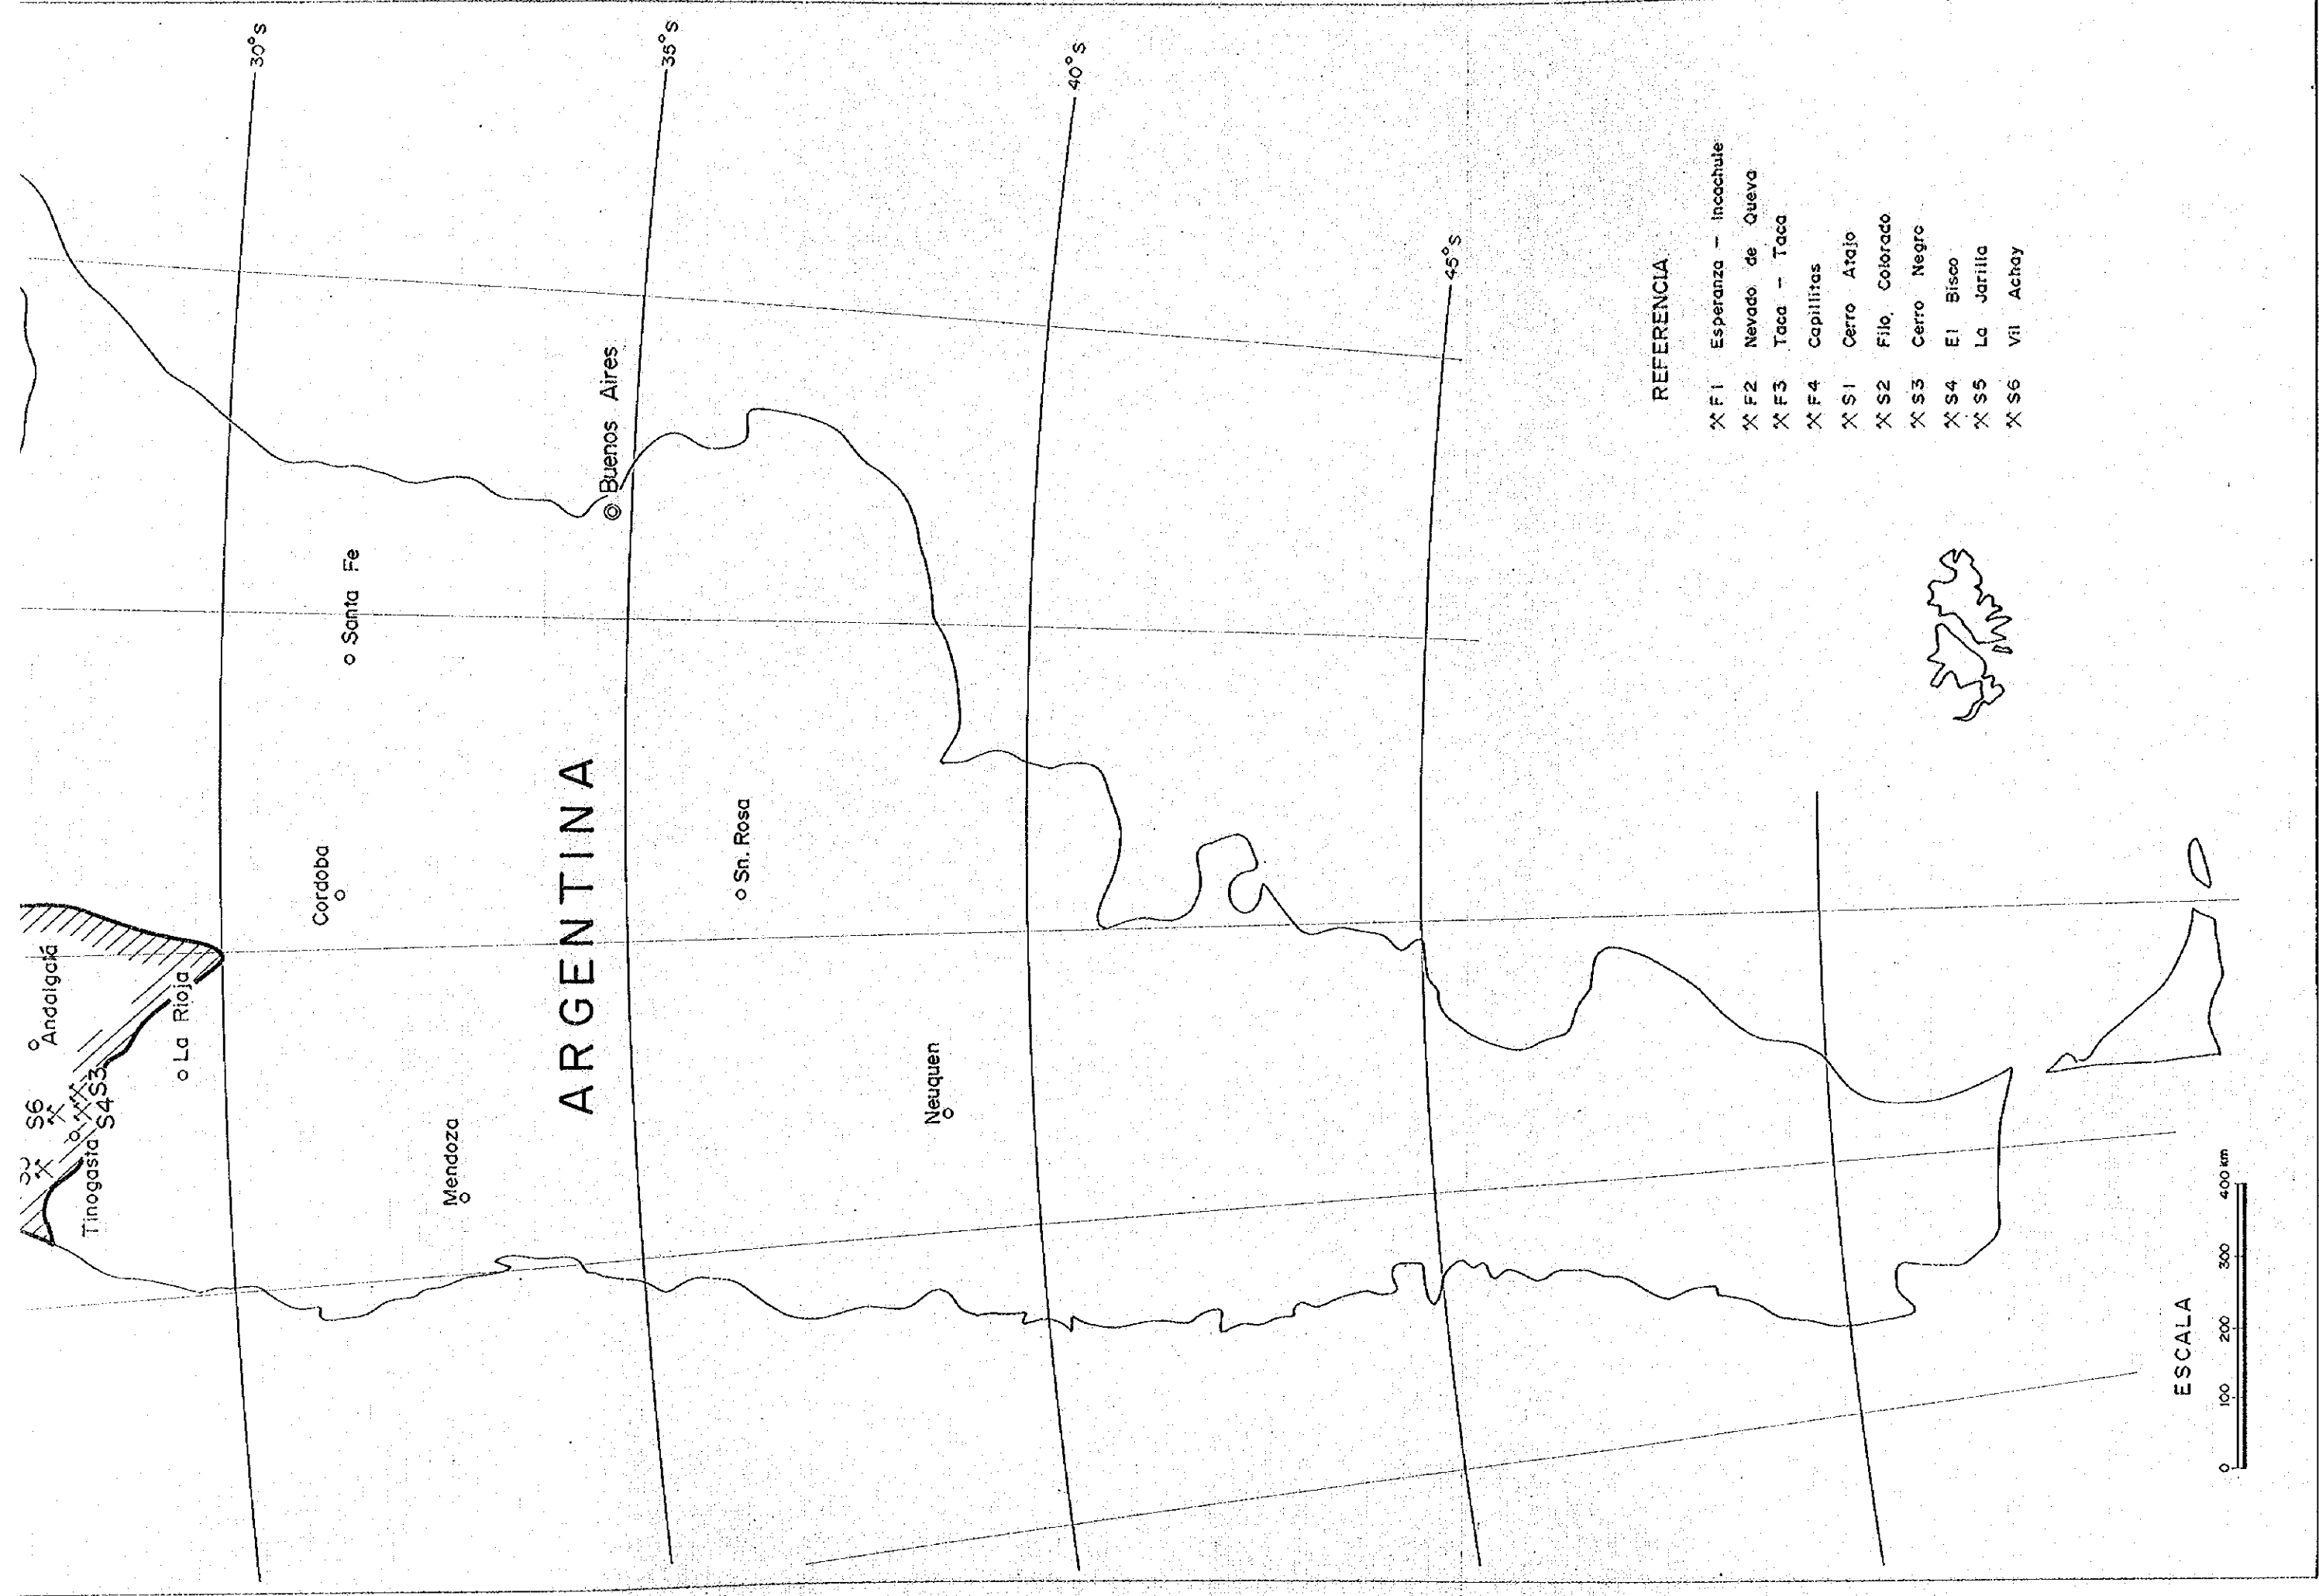 30°S
35°S
40°S
45°S
Andalgalá
S6
S3
S4
Tinogasta
La Rioja
Cordoba
Santa Fe
Buenos Aires
Mendoza
ARGENTINA
Sn. Rosa
Neuquen
REFERENCIA
F1 Esperanza - Incachule
F2 Nevado de Queva
F3 Taca - Taca
F4 Capillitas
S1 Cerro Atajo
S2 Filo Colorado
S3 Cerro Negro
S4 El Bisco
S5 La Jarilla
S6 Vil Achay
ESCALA
0 100 200 300 400 km